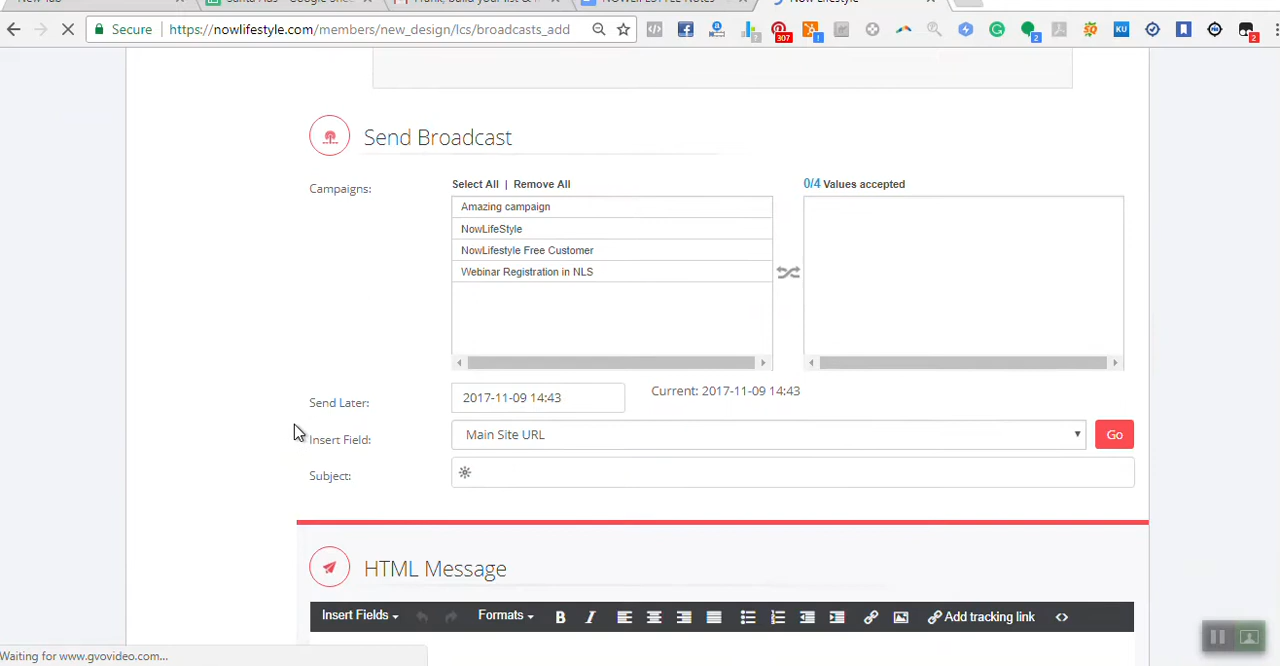 Secure
https://nowlifestyle.com/members/new_design/lcs/broadcasts_add
307
2
2
Send Broadcast
Campaigns:
Select All | Remove All
0/4 Values accepted
Amazing campaign
NowLifeStyle
NowLifestyle Free Customer
Webinar Registration in NLS
Send Later:
2017-11-09 14:43
Current: 2017-11-09 14:43
Insert Field:
Main Site URL
Go
Subject:
HTML Message
Insert Fields
Formats
B
I
Add tracking link
<>
Waiting for www.gvovideo.com...